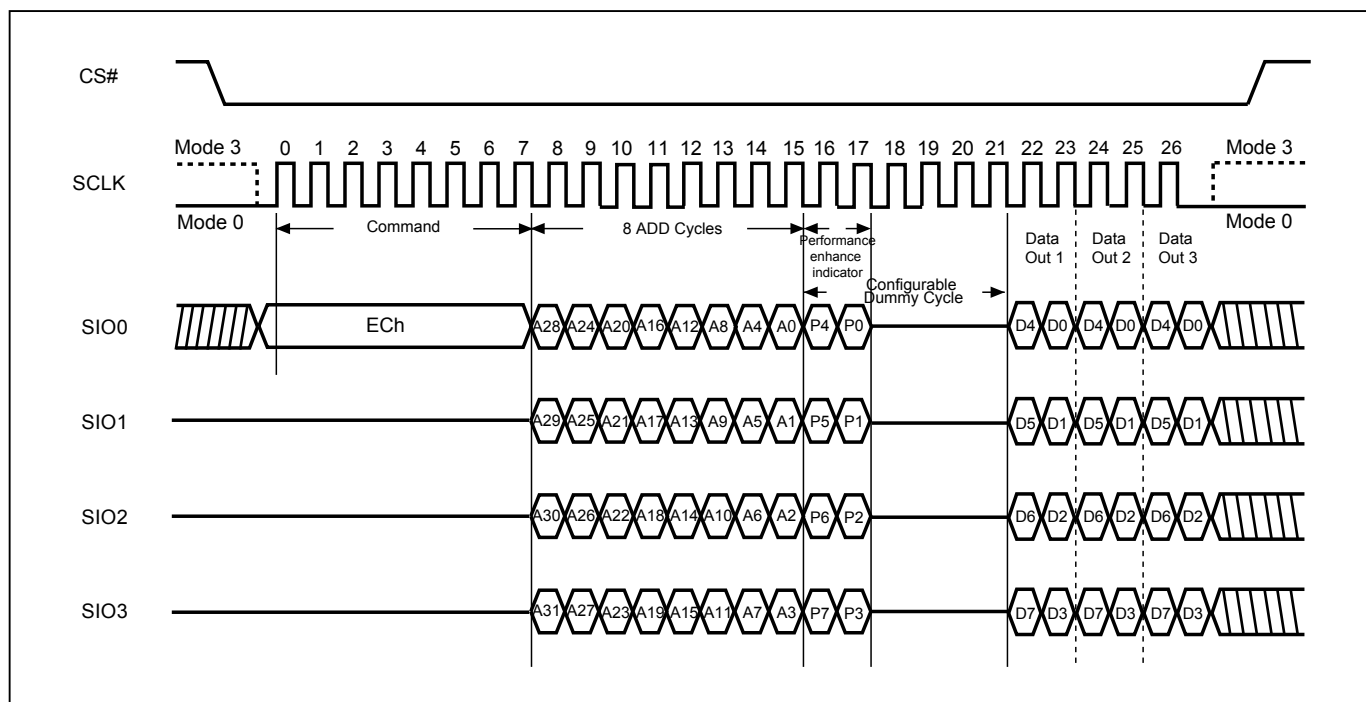 CS#
Mode 3 0 1 2 3 4 5 6 7 8 9 10 11 12 13 14 15 16 17 18 19 20 21 22 23 24 25 26 Mode 3
SCLK
Mode 0 Mode 0
Command 8 ADD Cycles
Performance
enhance
indicator
Configurable
Dummy Cycle
Data
Out 1
Data
Out 2
Data
Out 3
SIO0 ECh A28 A24 A20 A16 A12 A8 A4 A0 P4 P0 D4 D0 D4 D0 D4 D0
SIO1 A29 A25 A21 A17 A13 A9 A5 A1 P5 P1 D5 D1 D5 D1 D5 D1
SIO2 A30 A26 A22 A18 A14 A10 A6 A2 P6 P2 D6 D2 D6 D2 D6 D2
SIO3 A31 A27 A23 A19 A15 A11 A7 A3 P7 P3 D7 D3 D7 D3 D7 D3